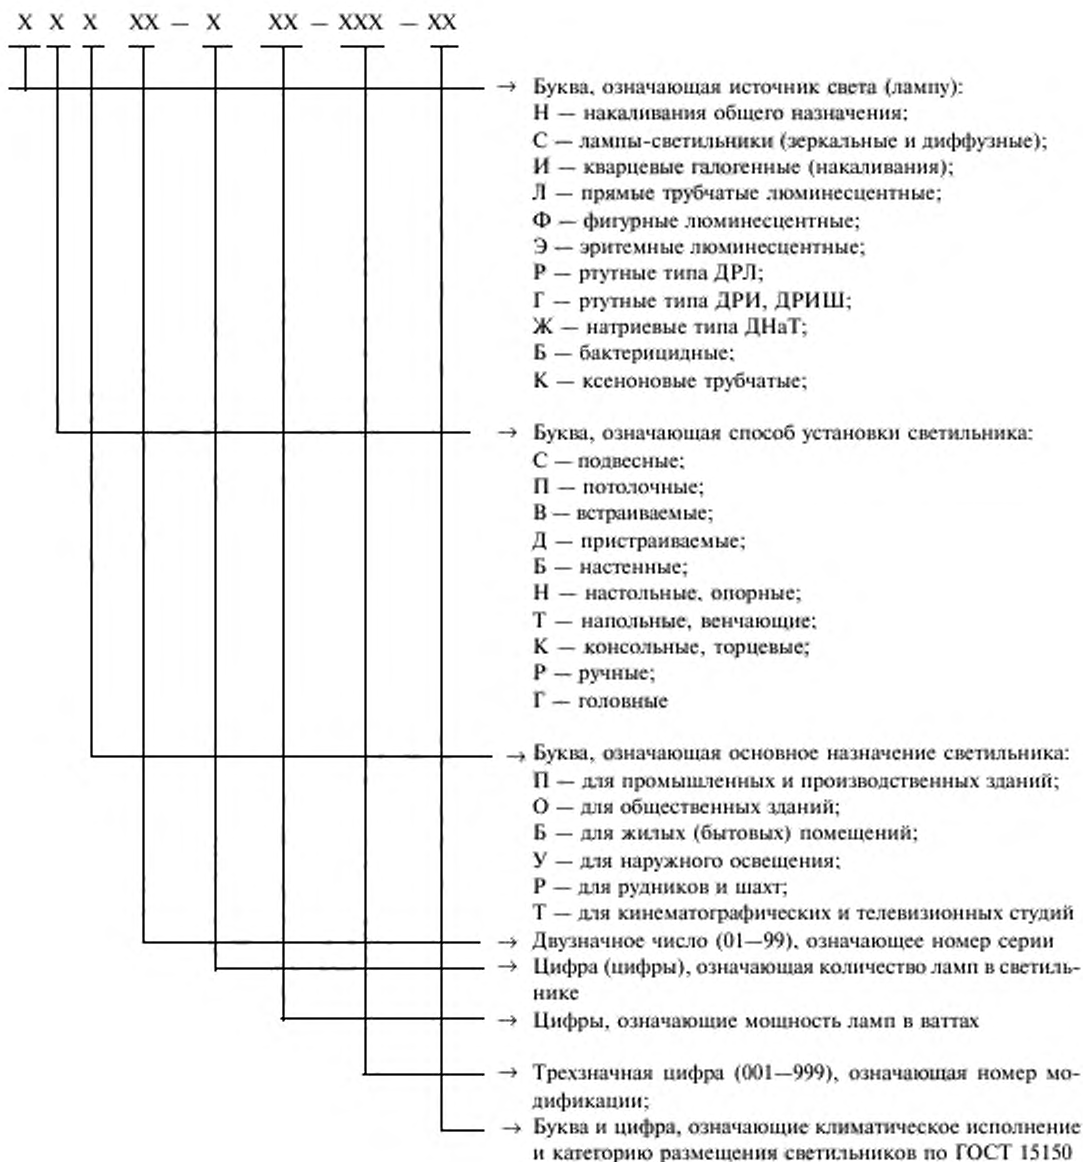 X X X XX — X XX — XXX — XX
→ Буква, означающая источник света (лампу):
Н — накаливания общего назначения;
С — лампы-светильники (зеркальные и диффузные);
И — кварцевые галогенные (накаливания);
Л — прямые трубчатые люминесцентные;
Ф — фигурные люминесцентные;
Э — эритемные люминесцентные;
Р — ртутные типа ДРЛ;
Г — ртутные типа ДРИ, ДРИШ;
Ж — натриевые типа ДНаТ;
Б — бактерицидные;
К — ксеноновые трубчатые;
→ Буква, означающая способ установки светильника:
С — подвесные;
П — потолочные;
В — встраиваемые;
Д — пристраиваемые;
Б — настенные;
Н — настольные, опорные;
Т — напольные, венчающие;
К — консольные, торцевые;
Р — ручные;
Г — головные
→ Буква, означающая основное назначение светильника:
П — для промышленных и производственных зданий;
О — для общественных зданий;
Б — для жилых (бытовых) помещений;
У — для наружного освещения;
Р — для рудников и шахт;
Т — для кинематографических и телевизионных студий
→ Двузначное число (01—99), означающее номер серии
→ Цифра (цифры), означающая количество ламп в светиль-
нике
→ Цифры, означающие мощность ламп в ваттах
→ Трехзначная цифра (001—999), означающая номер мо-
дификации;
→ Буква и цифра, означающие климатическое исполнение
и категорию размещения светильников по ГОСТ 15150